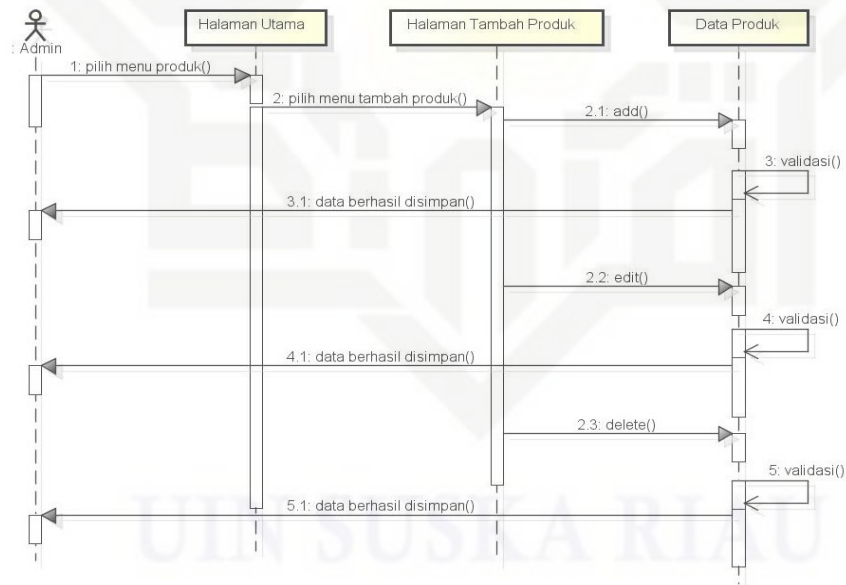 Halaman Utama
Halaman Tambah Produk
Data Produk
: Admin
1: pilih menu produk()
2: pilih menu tambah produk()
2.1: add()
3: validasi()
3.1: data berhasil disimpan()
2.2: edit()
4: validasi()
4.1: data berhasil disimpan()
2.3: delete()
5: validasi()
5.1: data berhasil disimpan()
UIN SUSKA RIAU